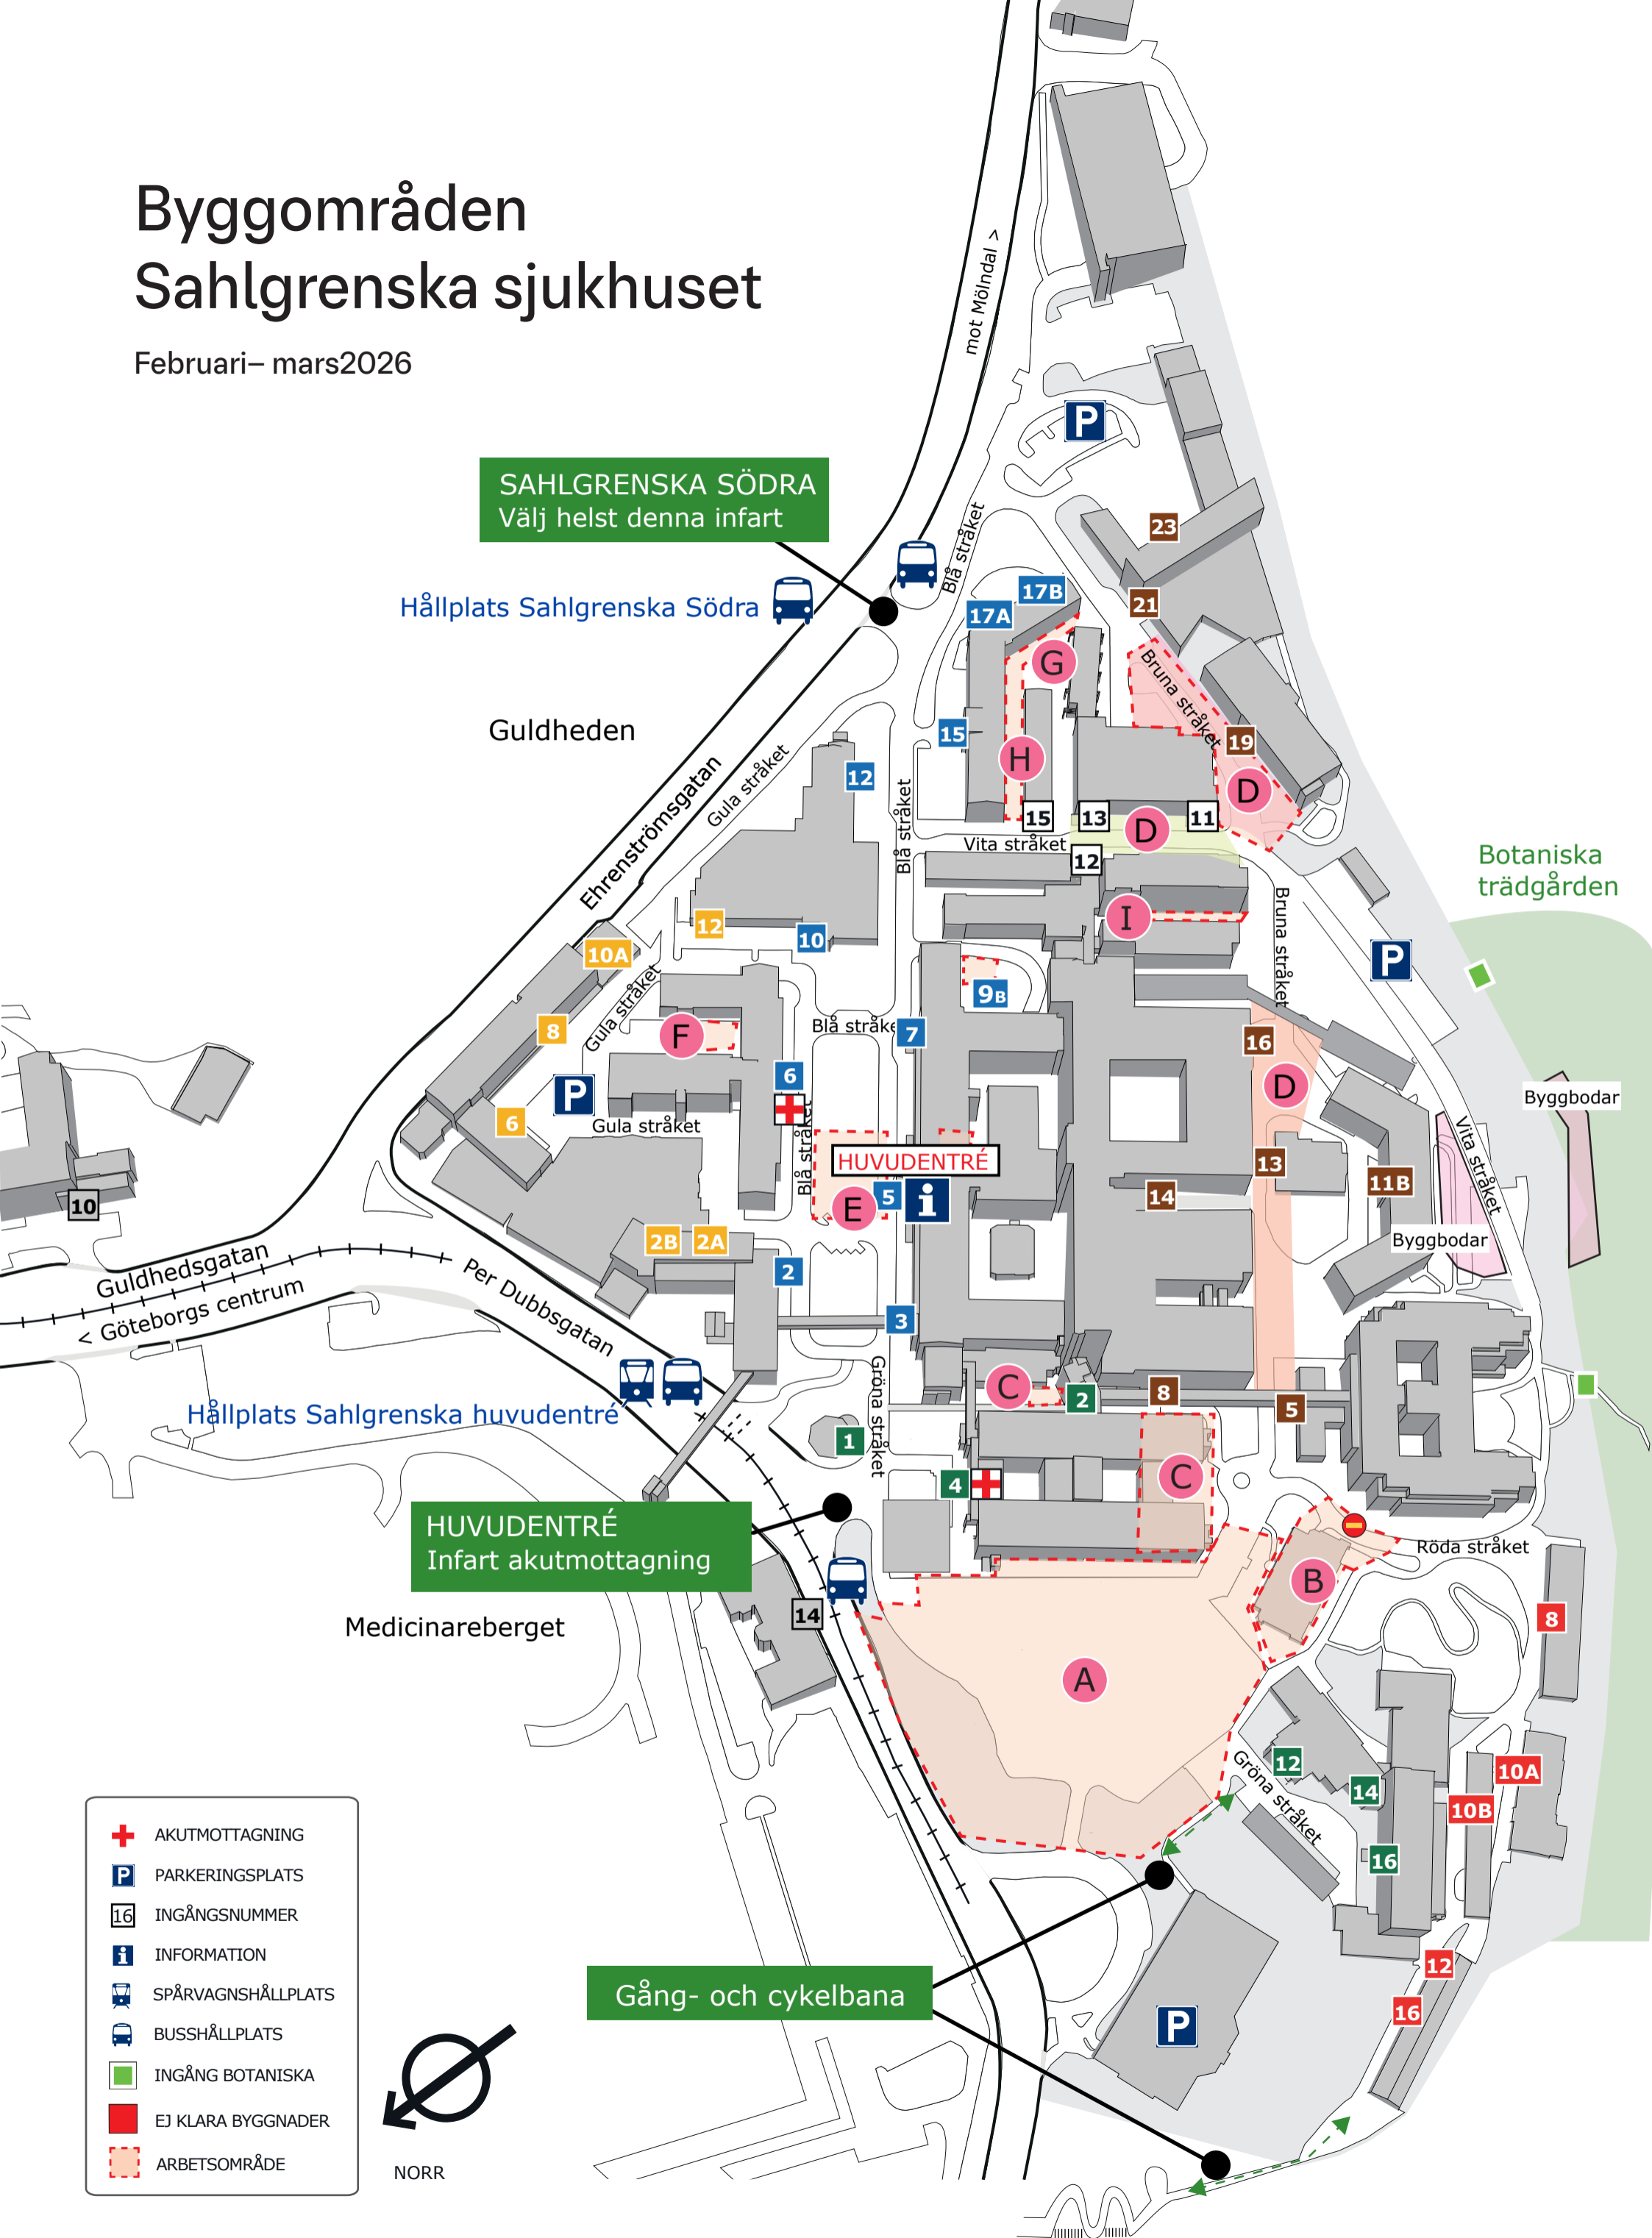 Byggområden
Sahlgrenska sjukhuset
Februari– mars2026
mot Mölndal >
P
SAHLGRENSKA SÖDRA
Välj helst denna infart
Blå stråket
23
Hållplats Sahlgrenska Södra
17B
17A
21
G
Bruna stråket
Guldheden
15
19
H
12
D
Ehrenströmsgatan
Gula stråket
Blå stråket
15
13
11
D
Vita stråket
12
Botaniska
trädgården
12
10
I
10A
Bruna stråket
P
Gula stråket
9B
8
F
Blå stråke
7
16
P
6
D
Byggbodar
6
Gula stråket
Blå stråket
HUVUDENTRÉ
13
Vita stråket
10
E
5
i
14
11B
2B
2A
Byggbodar
Guldhedsgatan
< Göteborgs centrum
Per Dubbsgatan
2
3
Gröna stråket
C
2
8
5
Hållplats Sahlgrenska huvudentré
1
4
C
HUVUDENTRÉ
Infart akutmottagning
Röda stråket
B
Medicinareberget
14
8
A
Gröna stråket
12
14
10A
10B
16
AKUTMOTTAGNING
P PARKERINGSPLATS
16 INGÅNGSNUMMER
i INFORMATION
SPÅRVAGNSHÅLLPLATS
BUSSHÅLLPLATS
INGÅNG BOTANISKA
EJ KLARA BYGGNADER
ARBETSOMRÅDE
NORR
Gång- och cykelbana
P
12
16